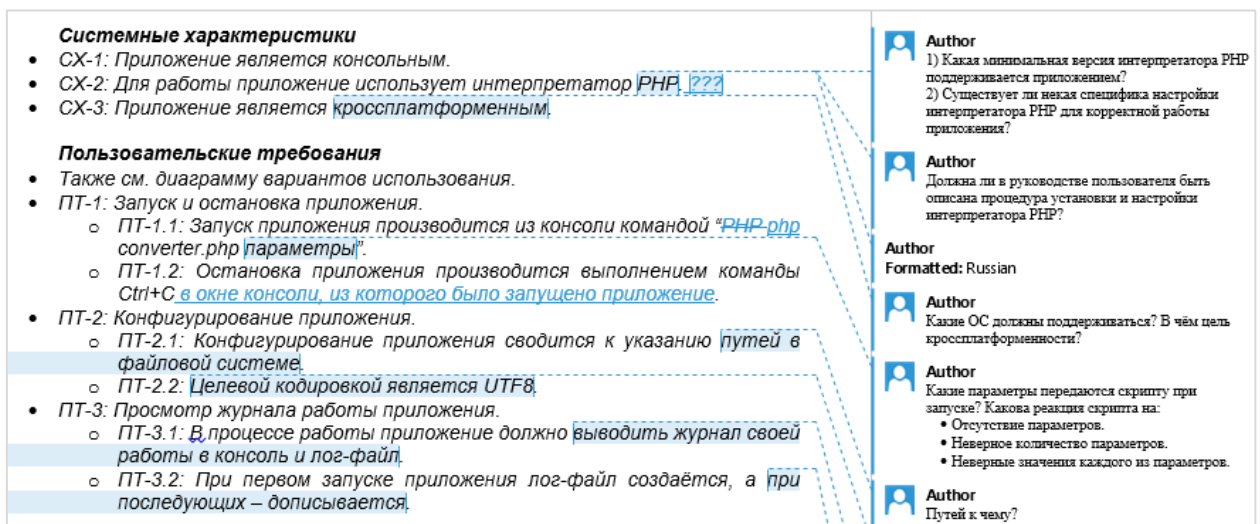 Системные характеристики
• СХ-1: Приложение является консольным.
• СХ-2: Для работы приложение использует интерпретатор PHP. ???
• СХ-3: Приложение является кроссплатформенным.
Пользовательские требования
• Также см. диаграмму вариантов использования.
• ПТ-1: Запуск и остановка приложения.
o ПТ-1.1: Запуск приложения производится из консоли командой “PHP php
converter.php параметры”.
o ПТ-1.2: Остановка приложения производится выполнением команды
Ctrl+C в окне консоли, из которого было запущено приложение.
• ПТ-2: Конфигурирование приложения.
o ПТ-2.1: Конфигурирование приложения сводится к указанию путей в
файловой системе.
o ПТ-2.2: Целевой кодировкой является UTF8.
• ПТ-3: Просмотр журнала работы приложения.
o ПТ-3.1: В процессе работы приложение должно выводить журнал своей
работы в консоль и лог-файл.
o ПТ-3.2: При первом запуске приложения лог-файл создаётся, а при
последующих – дописывается.
Author
1) Какая минимальная версия интерпретатора PHP
поддерживается приложением?
2) Существует ли некая специфика настройки
интерпретатора PHP для корректной работы
приложения?
Author
Должна ли в руководстве пользователя быть
описана процедура установки и настройки
интерпретатора PHP?
Author
Formatted: Russian
Author
Какие ОС должны поддерживаться? В чём цель
кроссплатформенности?
Author
Какие параметры передаются скрипту при
запуске? Какова реакция скрипта на:
• Отсутствие параметров.
• Неверное количество параметров.
• Неверные значения каждого из параметров.
Author
Путей к чему?